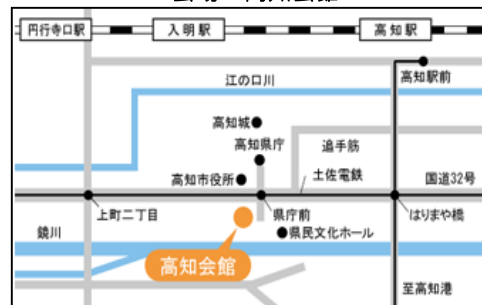 円行寺口駅
入明駅
高知駅
高知駅前
江の口川
高知城
高知県庁
追手筋
高知市役所
土佐電鉄
国道32号
上町二丁目
県庁前
はりまや橋
鏡川
県民文化ホール
高知会館
至高知港